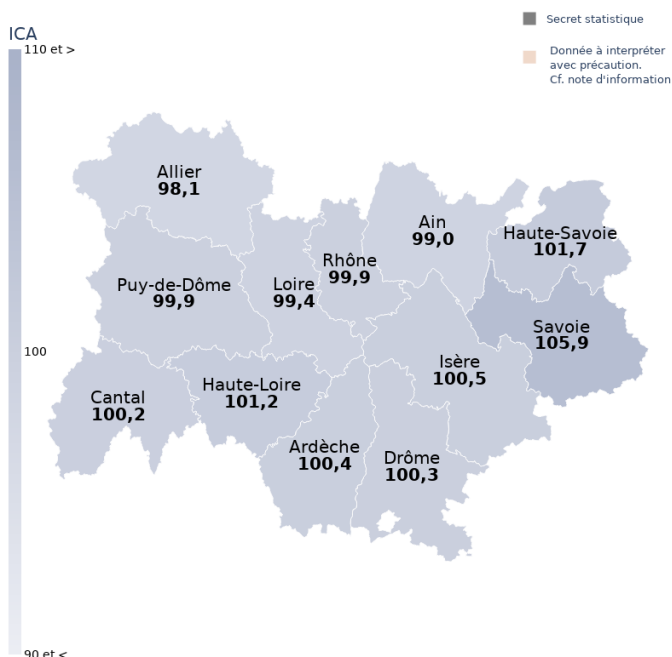 Secret statistique
ICA
110 et >
Donnée à interpréter
avec précaution.
Cf. note d'information
Allier
98,1
Ain
99,0
Haute-Savoie
101,7
Rhône
99,9
Puy-de-Dôme
99,9
Loire
99,4
Savoie
105,9
100
Isère
100,5
Haute-Loire
101,2
Cantal
100,2
Ardèche
100,4
Drôme
100,3
90 et <